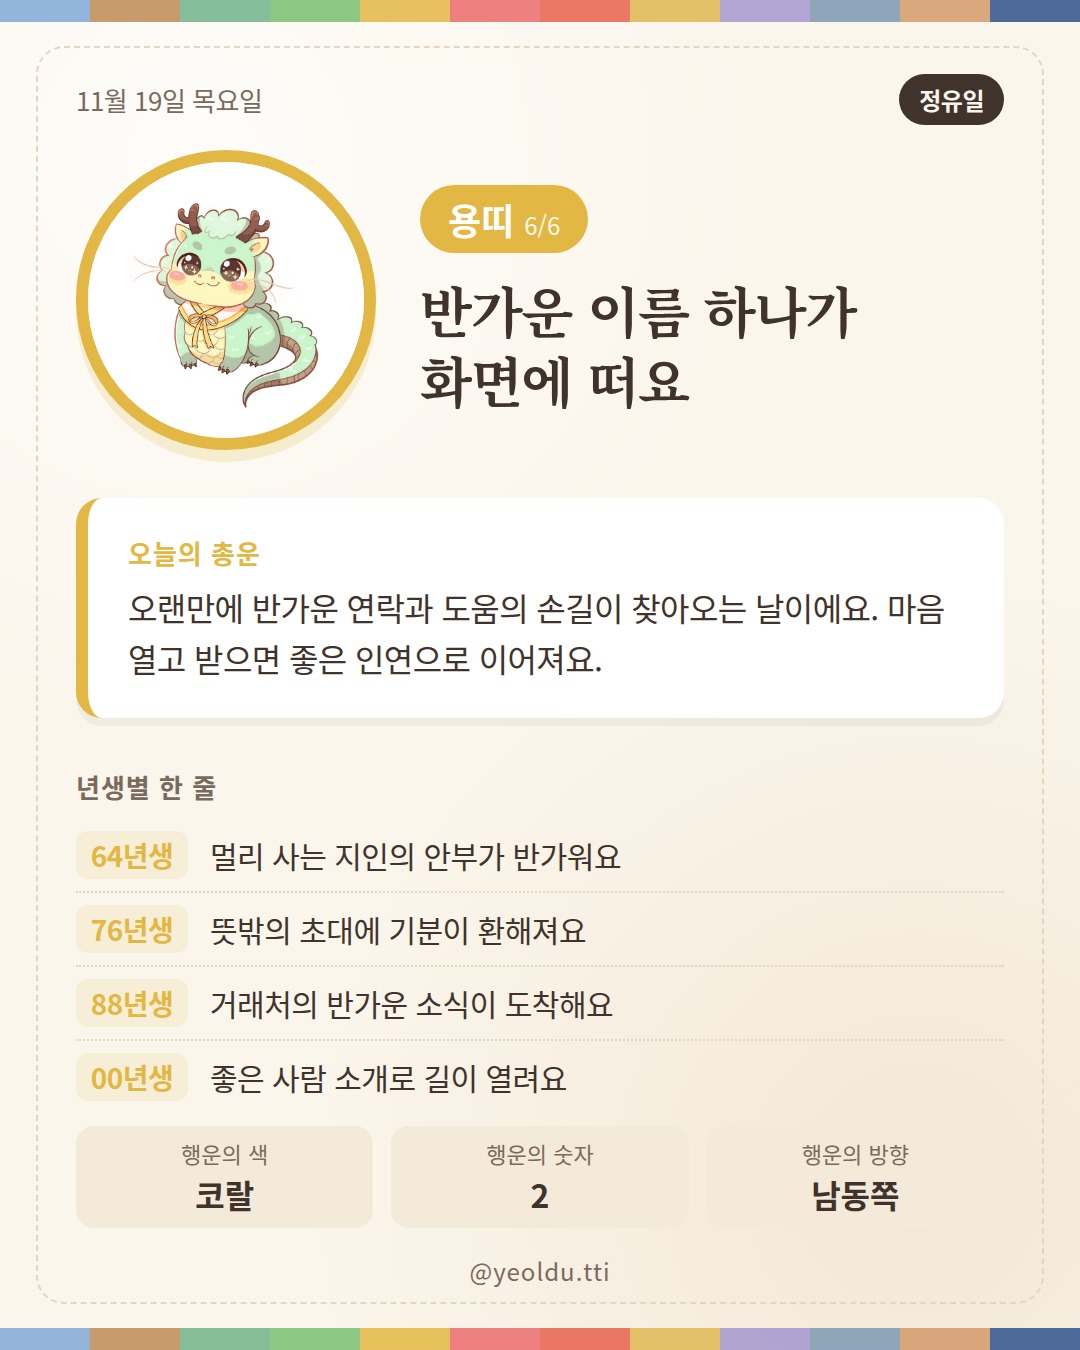 11월 19일 목요일
정유일
용띠 6/6
반가운 이름 하나가
화면에 떠요
오늘의 총운
오랜만에 반가운 연락과 도움의 손길이 찾아오는 날이에요. 마음
열고 받으면 좋은 인연으로 이어져요.
년생별 한 줄
64년생 멀리 사는 지인의 안부가 반가워요
76년생 뜻밖의 초대에 기분이 환해져요
88년생 거래처의 반가운 소식이 도착해요
00년생 좋은 사람 소개로 길이 열려요
행운의 색
코랄
행운의 숫자
2
행운의 방향
남동쪽
@yeoldu.tti